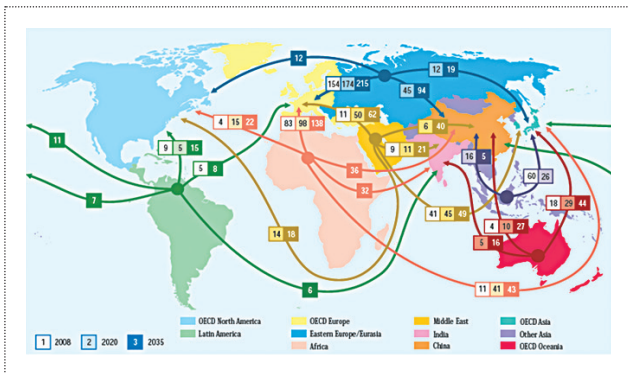 12
12 19
154 174 215
45 94
4 15 22
83 98 138
11 50 62
6 40
11
9 5 15
9 11 21
16 5
5 8
36
32
60 26
7
18 29 44
41 45 49
4 10 27
14 18
5 16
6
11 41 43
OECD North America
OECD Europe
Middle East
OECD Asia
Latin America
Eastern Europe/Eurasia
India
Other Asia
Africa
China
OECD Oceania
1 2008
2 2020
3 2035